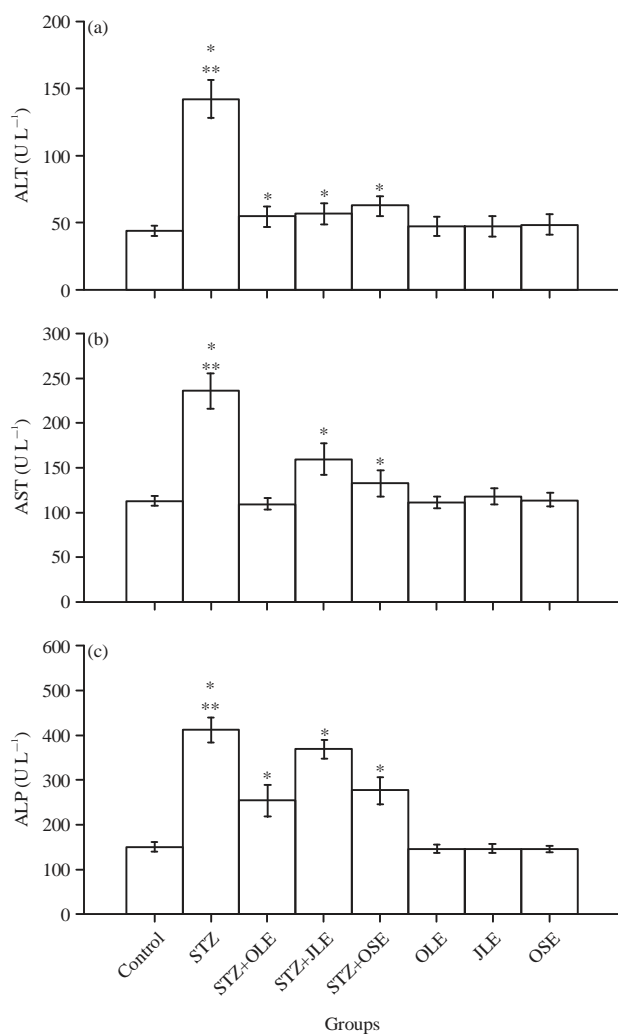 (a)
ALT (U L⁻¹)
200
150
100
50
0
*
**
*
*
*
(b)
AST (U L⁻¹)
300
250
200
150
100
50
0
*
**
*
*
(c)
ALP (U L⁻¹)
600
500
400
300
200
100
0
*
**
*
*
*
Control
STZ
STZ+OLE
STZ+JLE
STZ+OSE
OLE
JLE
OSE
Groups